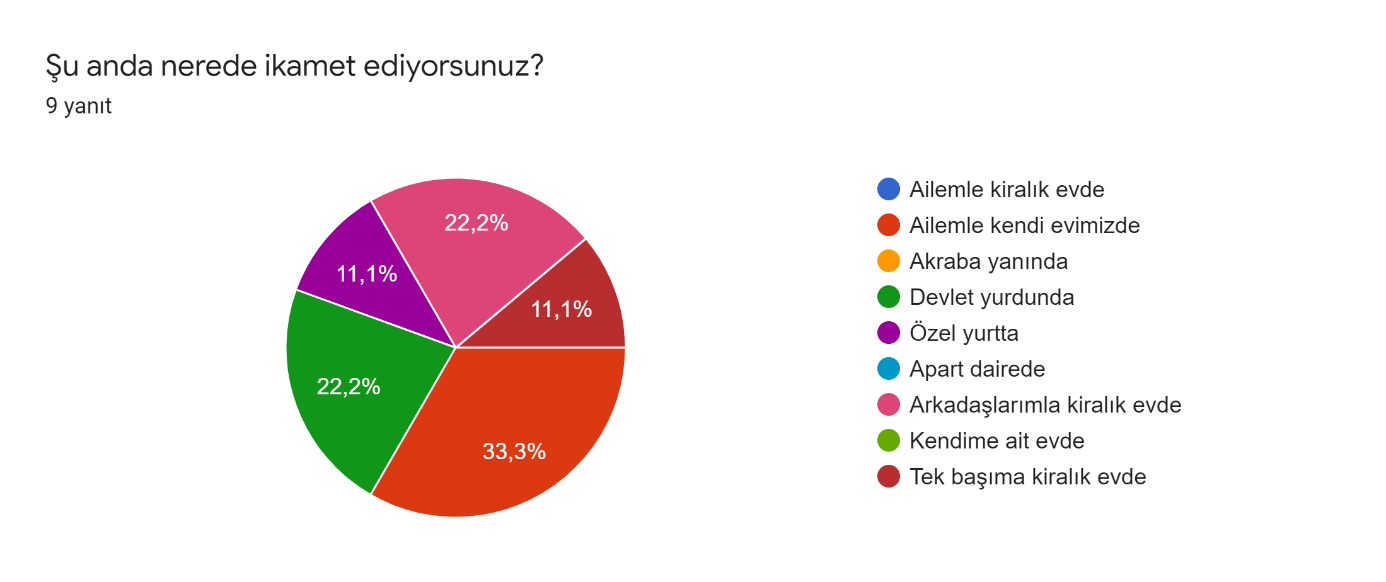 Şu anda nerede ikamet ediyorsunuz?
9 yanıt
22,2%
11,1%
11,1%
22,2%
33,3%
Ailemle kiralık evde
Ailemle kendi evimizde
Akraba yanında
Devlet yurdunda
Özel yurtta
Apart dairede
Arkadaşlarımla kiralık evde
Kendime ait evde
Tek başıma kiralık evde